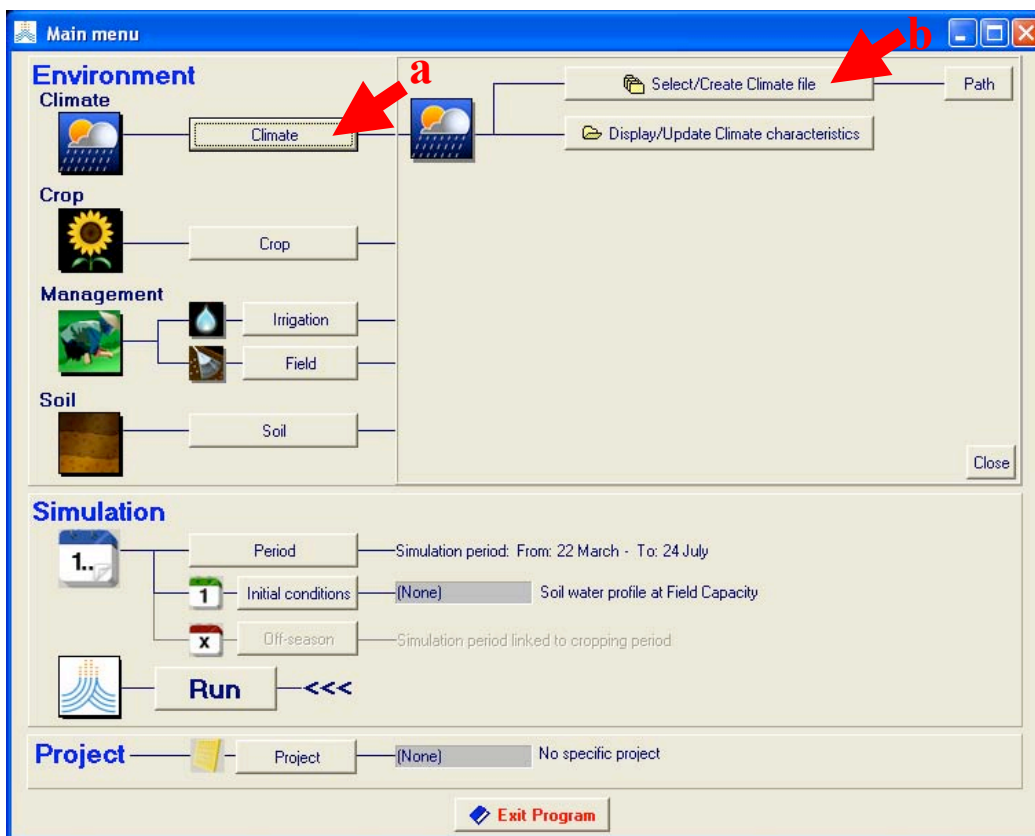 Main menu
Environment
a
b
Climate
Climate
Select/Create Climate file
Path
Display/Update Climate characteristics
Crop
Crop
Management
Irrigation
Field
Soil
Soil
Close
Simulation
1..
Period
Simulation period: From: 22 March - To: 24 July
1
Initial conditions
(None)
Soil water profile at Field Capacity
X
Off-season
Simulation period linked to cropping period
Run
<<<
Project
Project
(None)
No specific project
Exit Program